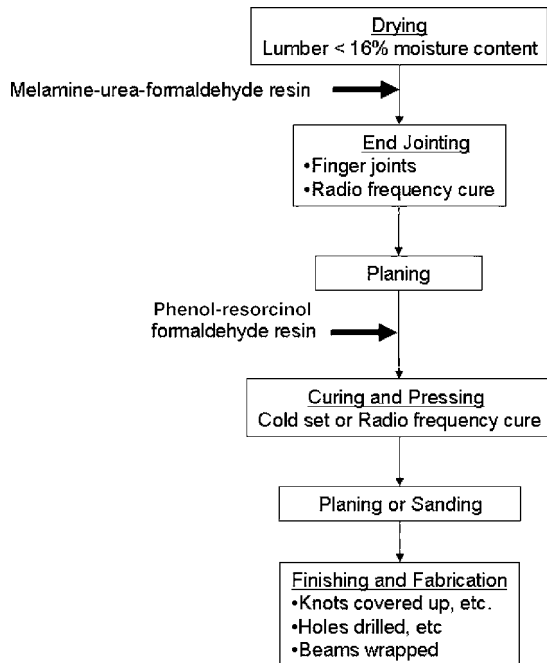 Drying
Lumber < 16% moisture content
Melamine-urea-formaldehyde resin
End Jointing
•Finger joints
•Radio frequency cure
Planing
Phenol-resorcinol
formaldehyde resin
Curing and Pressing
Cold set or Radio frequency cure
Planing or Sanding
Finishing and Fabrication
•Knots covered up, etc.
•Holes drilled, etc
•Beams wrapped